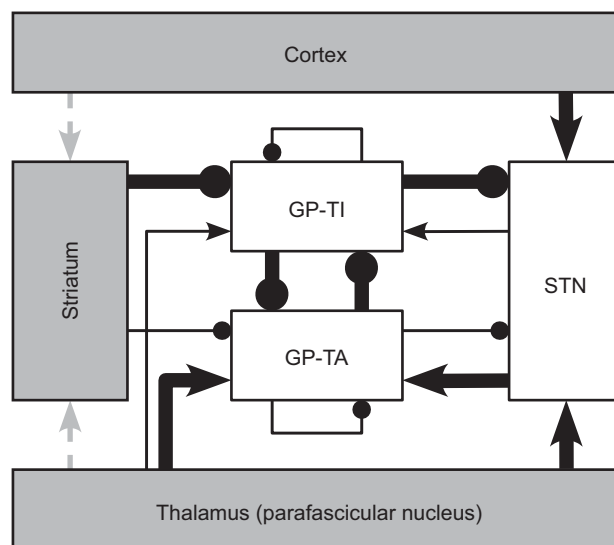 Cortex
GP-TI
Striatum
STN
GP-TA
Thalamus (parafascicular nucleus)